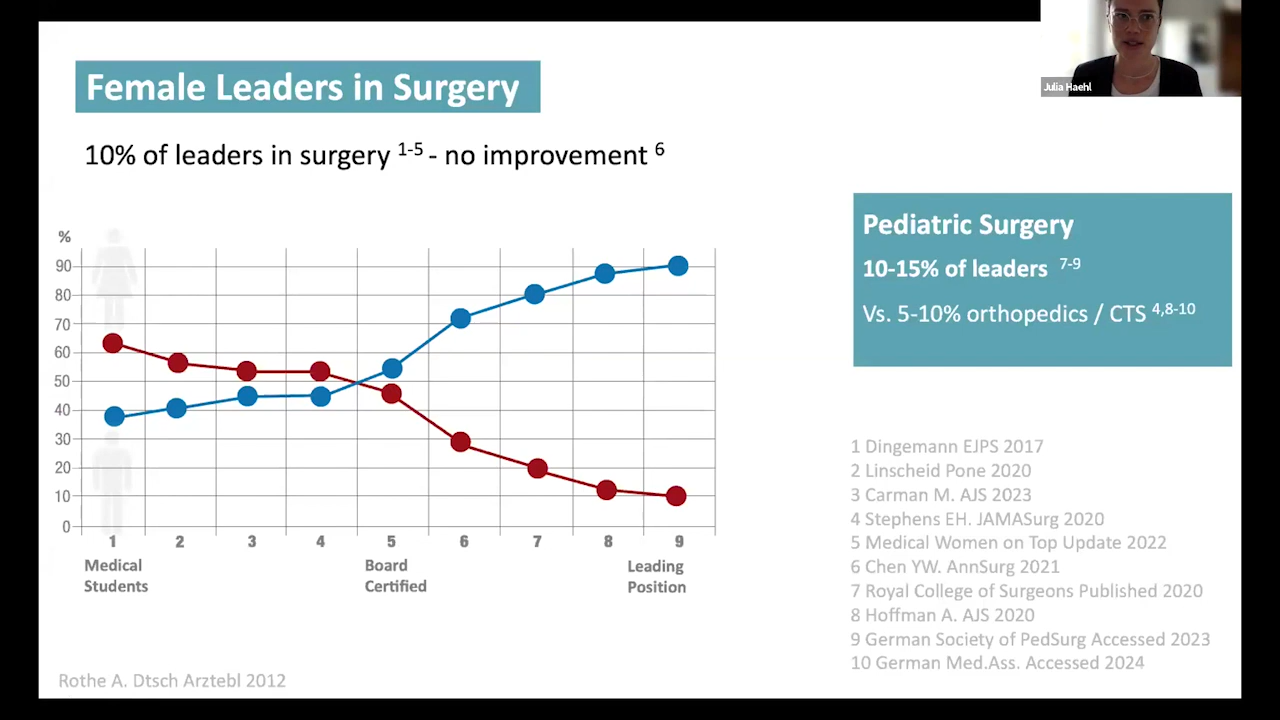 Female Leaders in Surgery
10% of leaders in surgery 1-5 - no improvement 6
Julia Haehl
Pediatric Surgery
10-15% of leaders 7-9
Vs. 5-10% orthopedics / CTS 4,8-10
%
90
80
70
60
50
40
30
20
10
0
1 2 3 4 5 6 7 8 9
Medical Students
Board Certified
Leading Position
1 Dingemann EJPS 2017
2 Linscheid Pone 2020
3 Carman M. AJS 2023
4 Stephens EH. JAMASurg 2020
5 Medical Women on Top Update 2022
6 Chen YW. AnnSurg 2021
7 Royal College of Surgeons Published 2020
8 Hoffman A. AJS 2020
9 German Society of PedSurg Accessed 2023
10 German Med.Ass. Accessed 2024
Rothe A. Dtsch Arztebl 2012